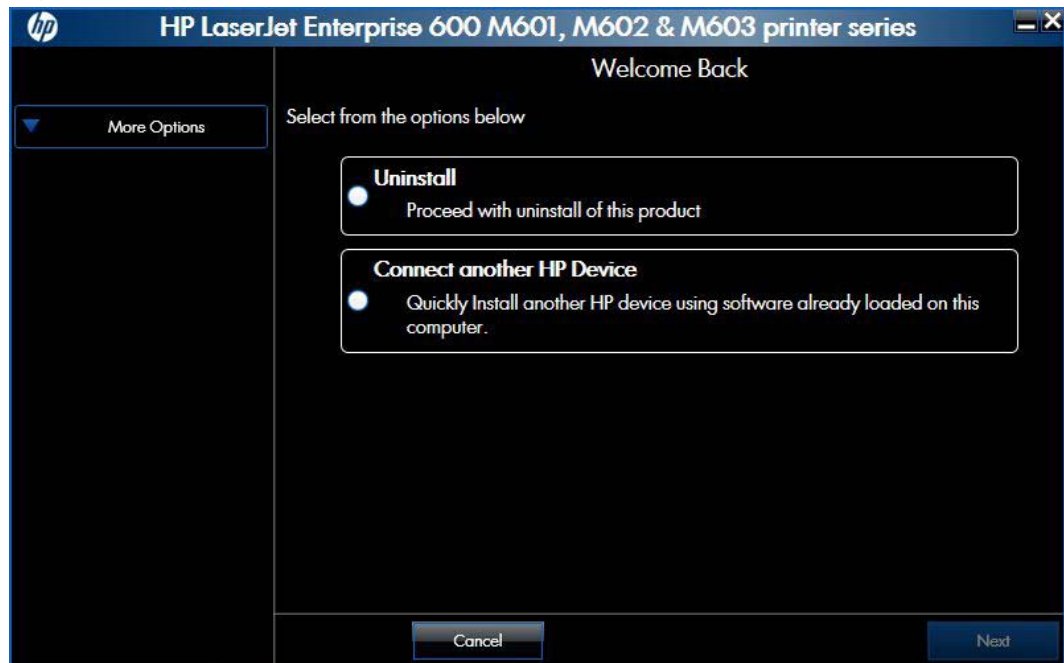 hp
HP LaserJet Enterprise 600 M601, M602 & M603 printer series
Welcome Back
More Options
Select from the options below
Uninstall
Proceed with uninstall of this product
Connect another HP Device
Quickly Install another HP device using software already loaded on this
computer.
Cancel
Next